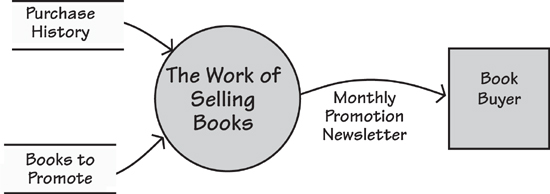 Purchase
History
The Work of
Selling
Books
Monthly
Promotion
Newsletter
Book
Buyer
Books to
Promote